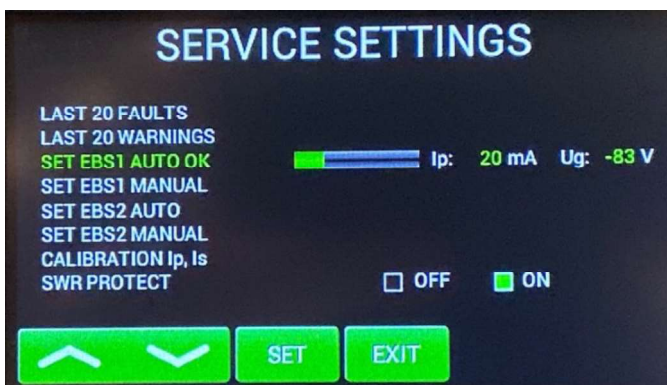 SERVICE SETTINGS
LAST 20 FAULTS
LAST 20 WARNINGS
SET EBS1 AUTO OK Ip: 20 mA Ug: -83 V
SET EBS1 MANUAL
SET EBS2 AUTO
SET EBS2 MANUAL
CALIBRATION Ip, Is
SWR PROTECT OFF ON
SET EXIT